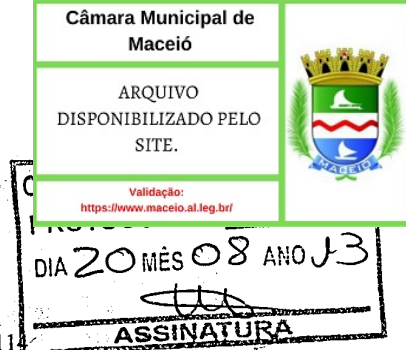 Câmara Municipal de
Maceió
ARQUIVO
DISPONIBILIZADO PELO
SITE.
Validação:
https://www.maceio.al.leg.br/
MACEIÓ
DIA 20 MÊS 08 ANO 13
ASSINATURA